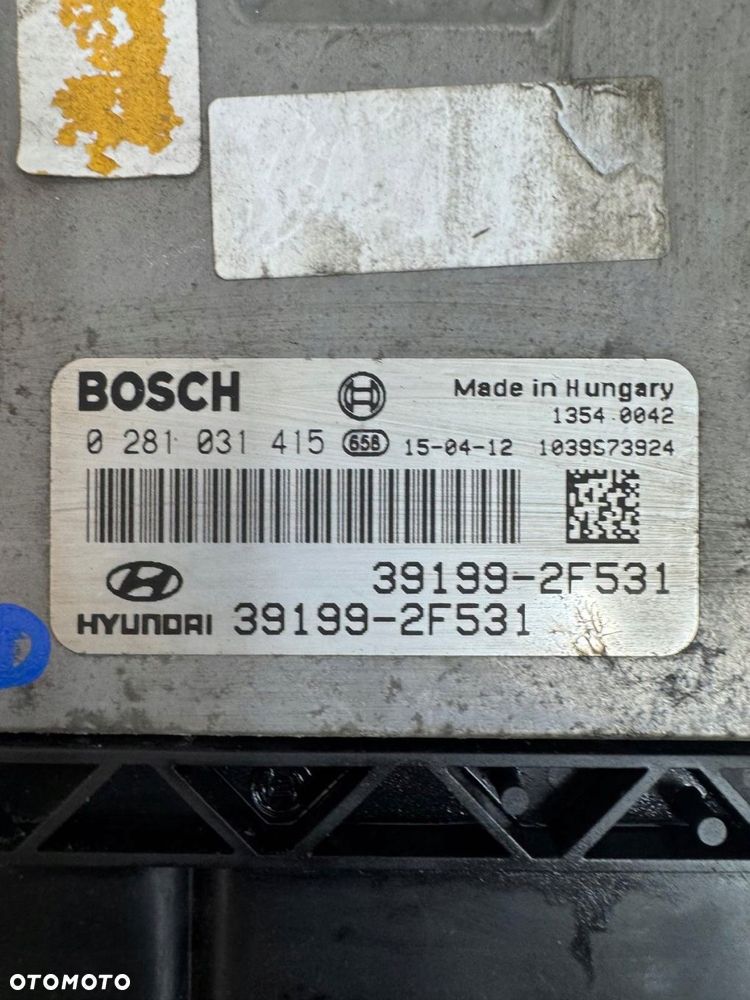 BOSCH
Made in Hungary
1354 0042
0 281 031 415 656 15-04-12 1039S73924
39199-2F531
HYUNDAI 39199-2F531
OTOMOTO